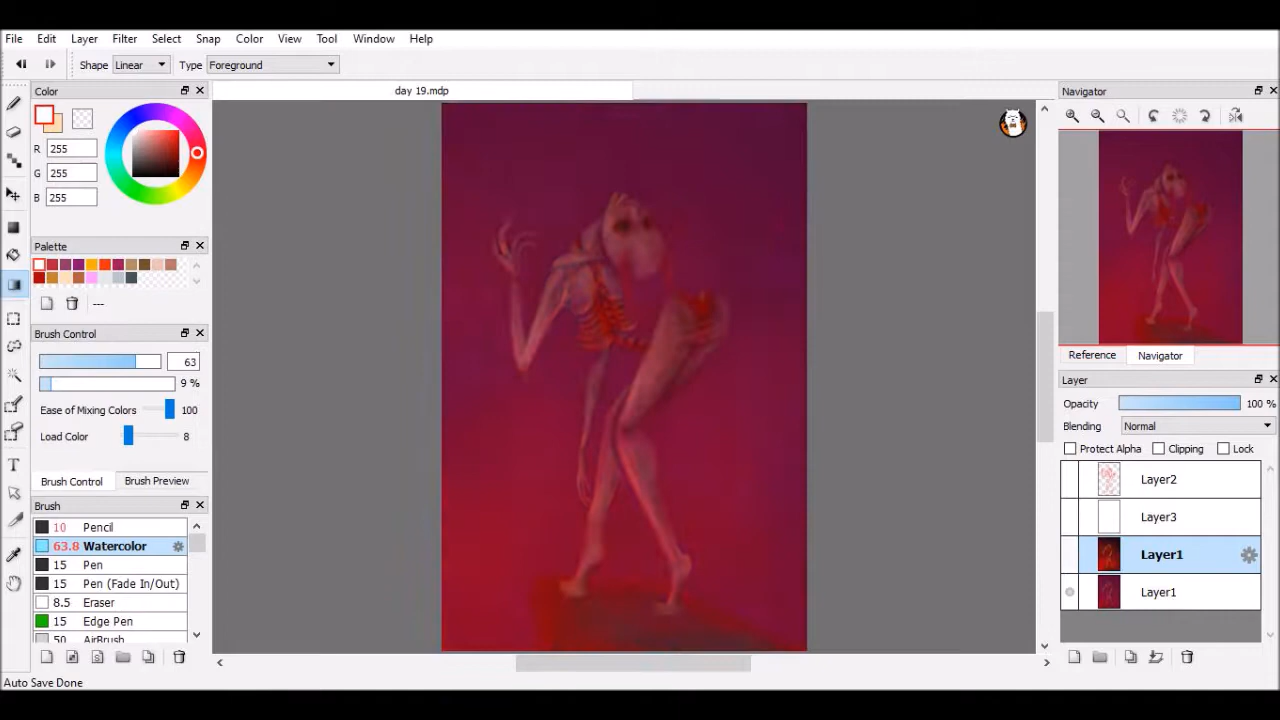 File Edit Layer Filter Select Snap Color View Tool Window Help
Shape Linear Type Foreground
Color
day 19.mdp
Navigator
R 255
G 255
B 255
Palette
---
Brush Control
63
9 %
Ease of Mixing Colors 100
Load Color 8
Brush Control Brush Preview
Brush
10 Pencil
63.8 Watercolor
15 Pen
15 Pen (Fade In/Out)
8.5 Eraser
15 Edge Pen
50 AirBrush
Reference Navigator
Layer
Opacity 100 %
Blending Normal
Protect Alpha Clipping Lock
Layer2
Layer3
Layer1
Layer1
Auto Save Done